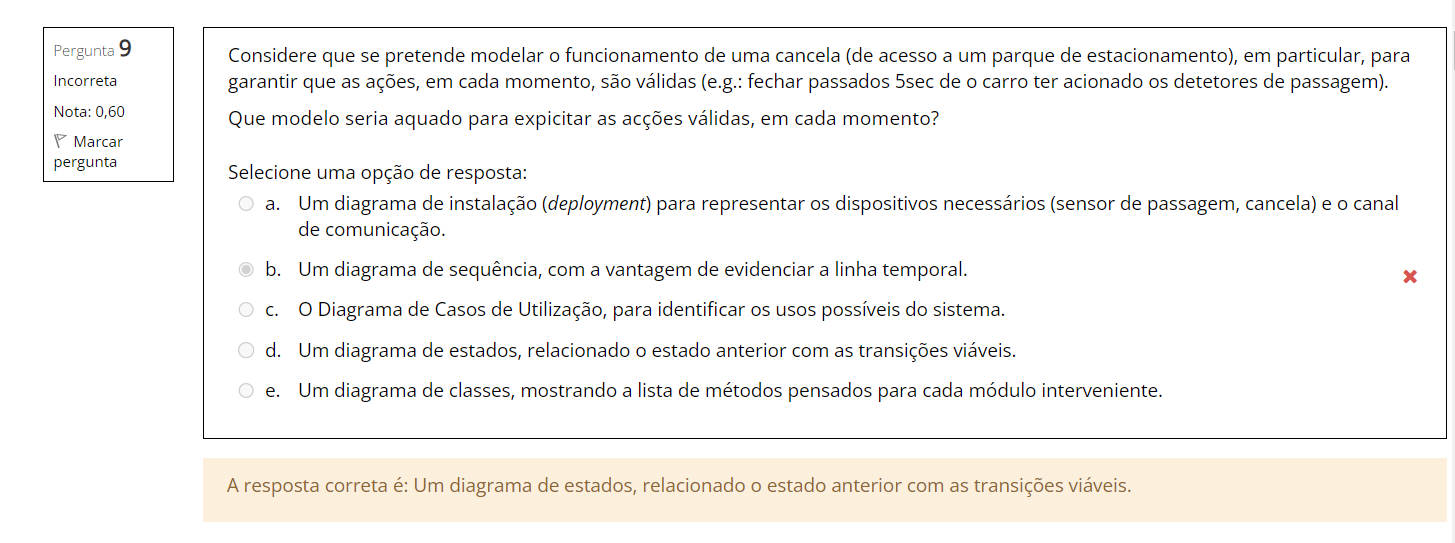 Pergunta 9
Incorreta
Nota: 0,60
Marcar
pergunta
Considere que se pretende modelar o funcionamento de uma cancela (de acesso a um parque de estacionamento), em particular, para
garantir que as ações, em cada momento, são válidas (e.g.: fechar passados 5sec de o carro ter acionado os detetores de passagem).
Que modelo seria aquado para expicitar as acções válidas, em cada momento?
Selecione uma opção de resposta:
a. Um diagrama de instalação (deployment) para representar os dispositivos necessários (sensor de passagem, cancela) e o canal
de comunicação.
b. Um diagrama de sequência, com a vantagem de evidenciar a linha temporal.
c. O Diagrama de Casos de Utilização, para identificar os usos possíveis do sistema.
d. Um diagrama de estados, relacionado o estado anterior com as transições viáveis.
e. Um diagrama de classes, mostrando a lista de métodos pensados para cada módulo interveniente.
A resposta correta é: Um diagrama de estados, relacionado o estado anterior com as transições viáveis.